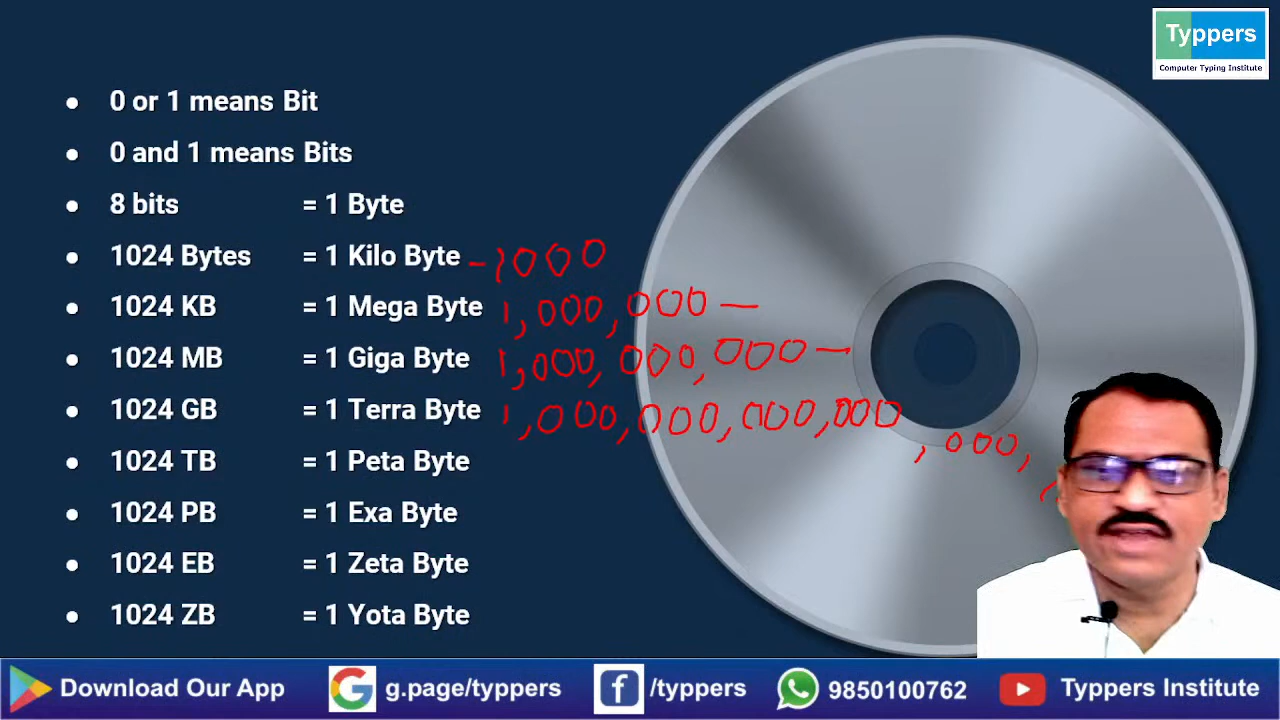 Typpers
Computer Typing Institute
• 0 or 1 means Bit
• 0 and 1 means Bits
• 8 bits = 1 Byte
• 1024 Bytes = 1 Kilo Byte - 1000
• 1024 KB = 1 Mega Byte 1,000,000 —
• 1024 MB = 1 Giga Byte 1,000,000,000 —
• 1024 GB = 1 Terra Byte 1,000,000,000,000 ,000,
• 1024 TB = 1 Peta Byte
• 1024 PB = 1 Exa Byte
• 1024 EB = 1 Zeta Byte
• 1024 ZB = 1 Yota Byte
Download Our App g.page/typpers /typpers 9850100762 Typpers Institute